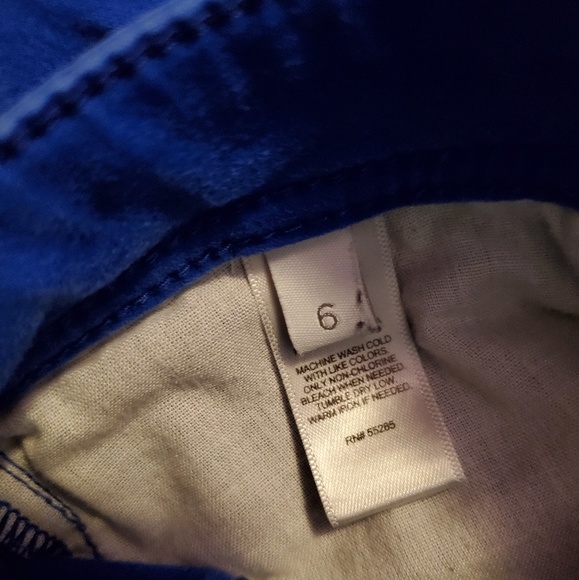 6
MACHINE WASH COLD
WITH LIKE COLORS.
ONLY NON-CHLORINE
BLEACH WHEN NEEDED.
TUMBLE DRY LOW.
WARM IRON IF NEEDED.
RN# 55285